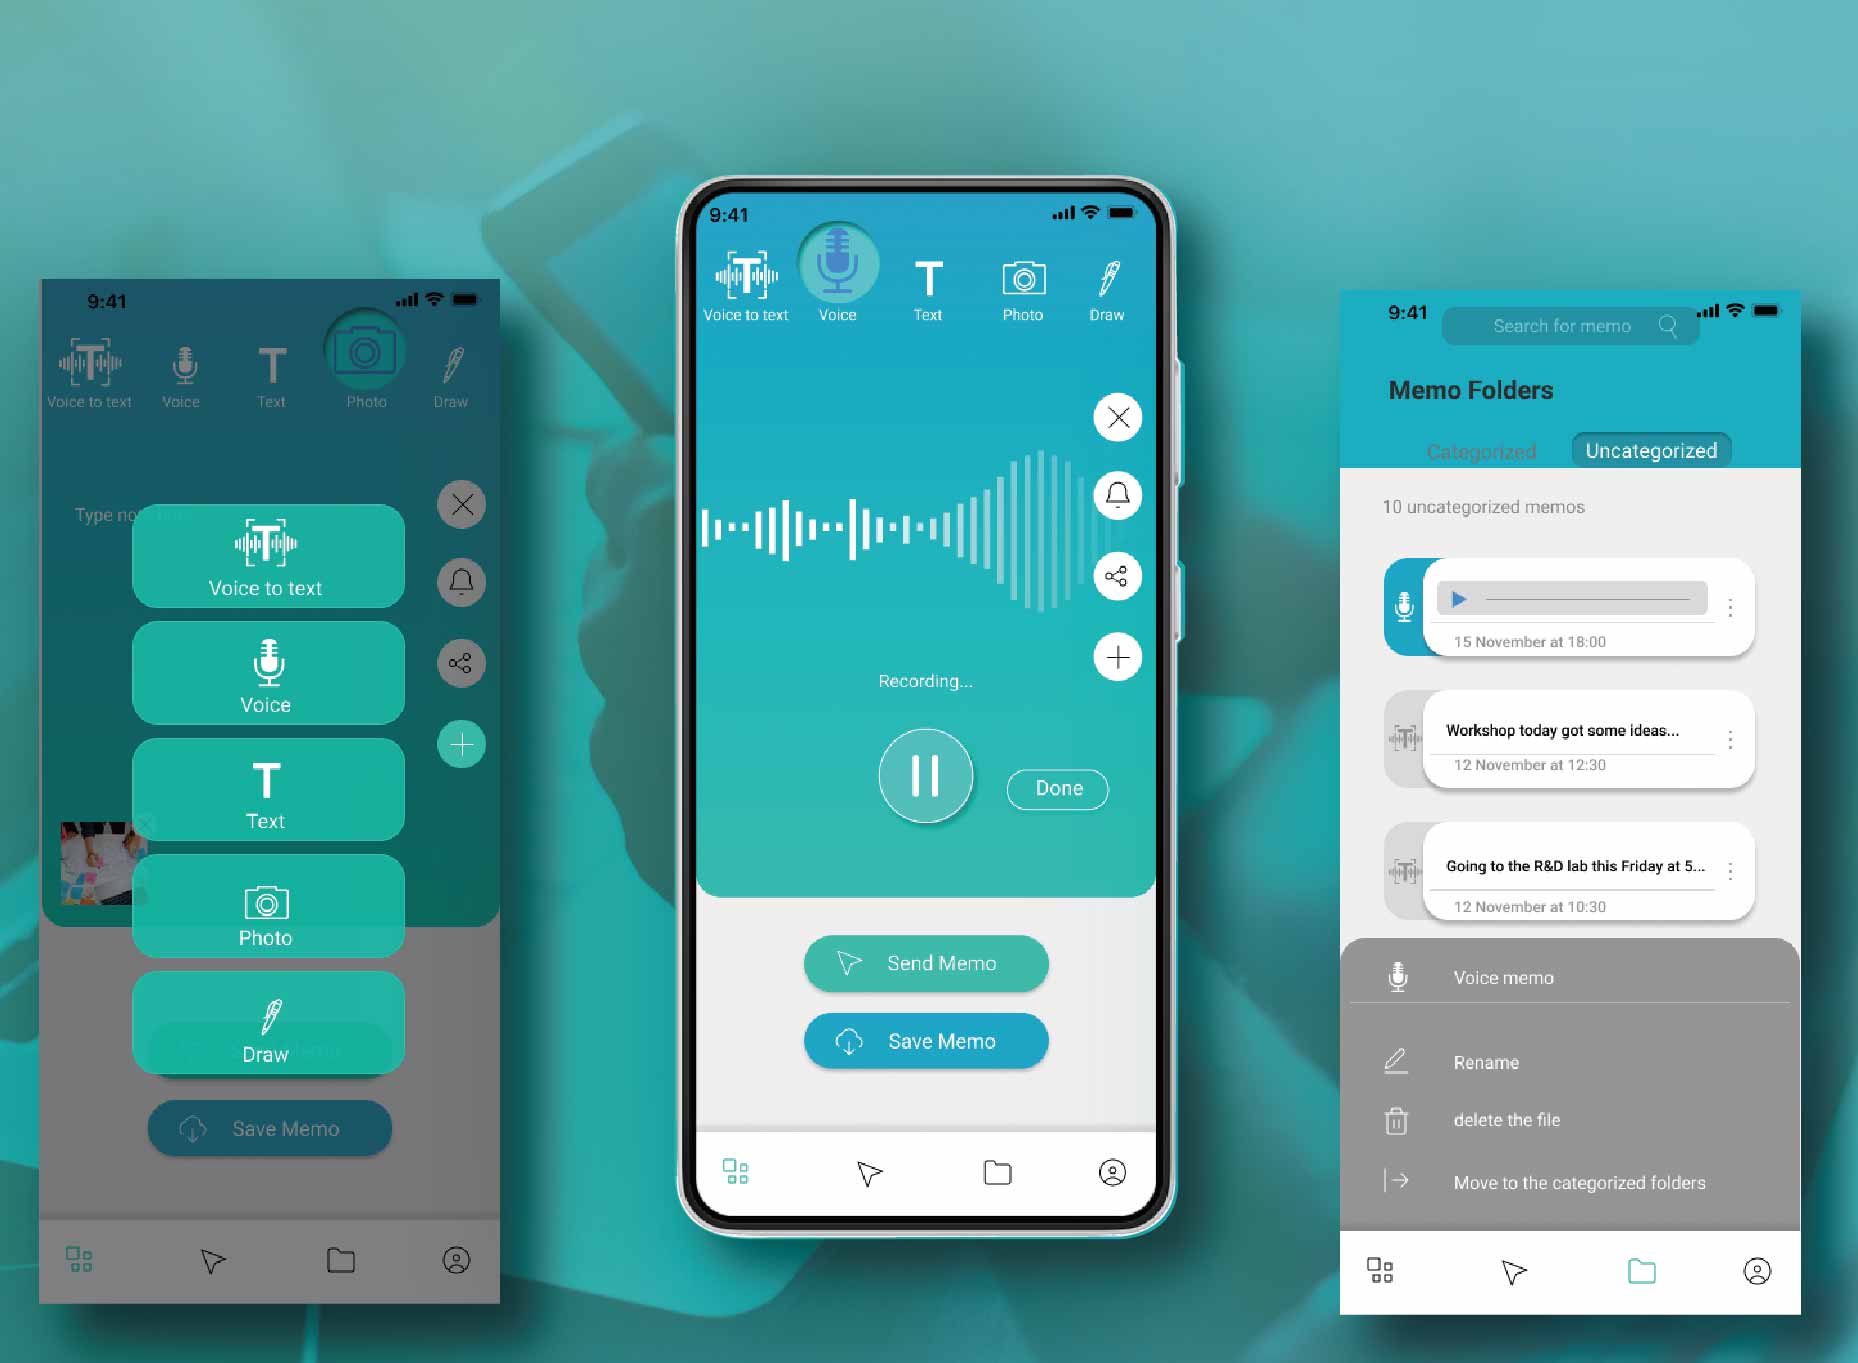 9:41
Voice to text
Voice
Text
Photo
Draw
Type no
Voice to text
Voice
Text
Photo
Draw
Save Memo
9:41
Voice to text
Voice
Text
Photo
Draw
Recording...
Done
Send Memo
Save Memo
9:41
Search for memo
Memo Folders
Categorized
Uncategorized
10 uncategorized memos
15 November at 18:00
Workshop today got some ideas...
12 November at 12:30
Going to the R&D lab this Friday at 5...
12 November at 10:30
Voice memo
Rename
delete the file
Move to the categorized folders